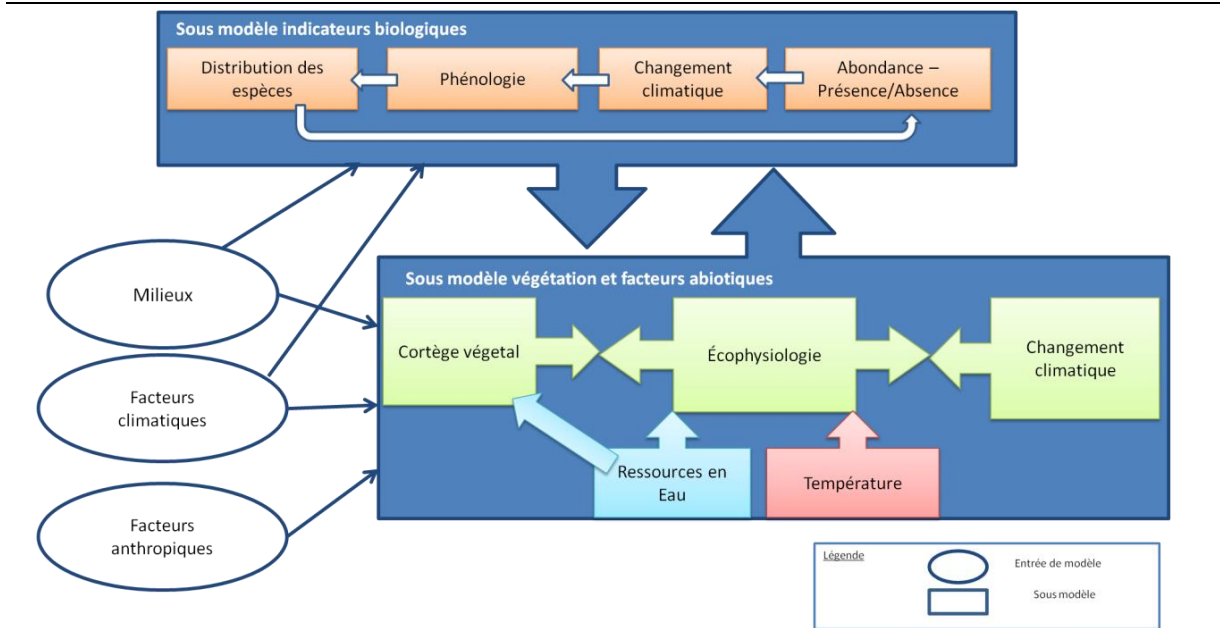 Sous modèle indicateurs biologiques
Distribution des
espèces
Phénologie
Changement
climatique
Abondance –
Présence/Absence
Sous modèle végétation et facteurs abiotiques
Milieux
Cortège végétal
Écophysiologie
Changement
climatique
Facteurs
climatiques
Ressources en
Eau
Température
Facteurs
anthropiques
Légende
Entrée de modèle
Sous modèle